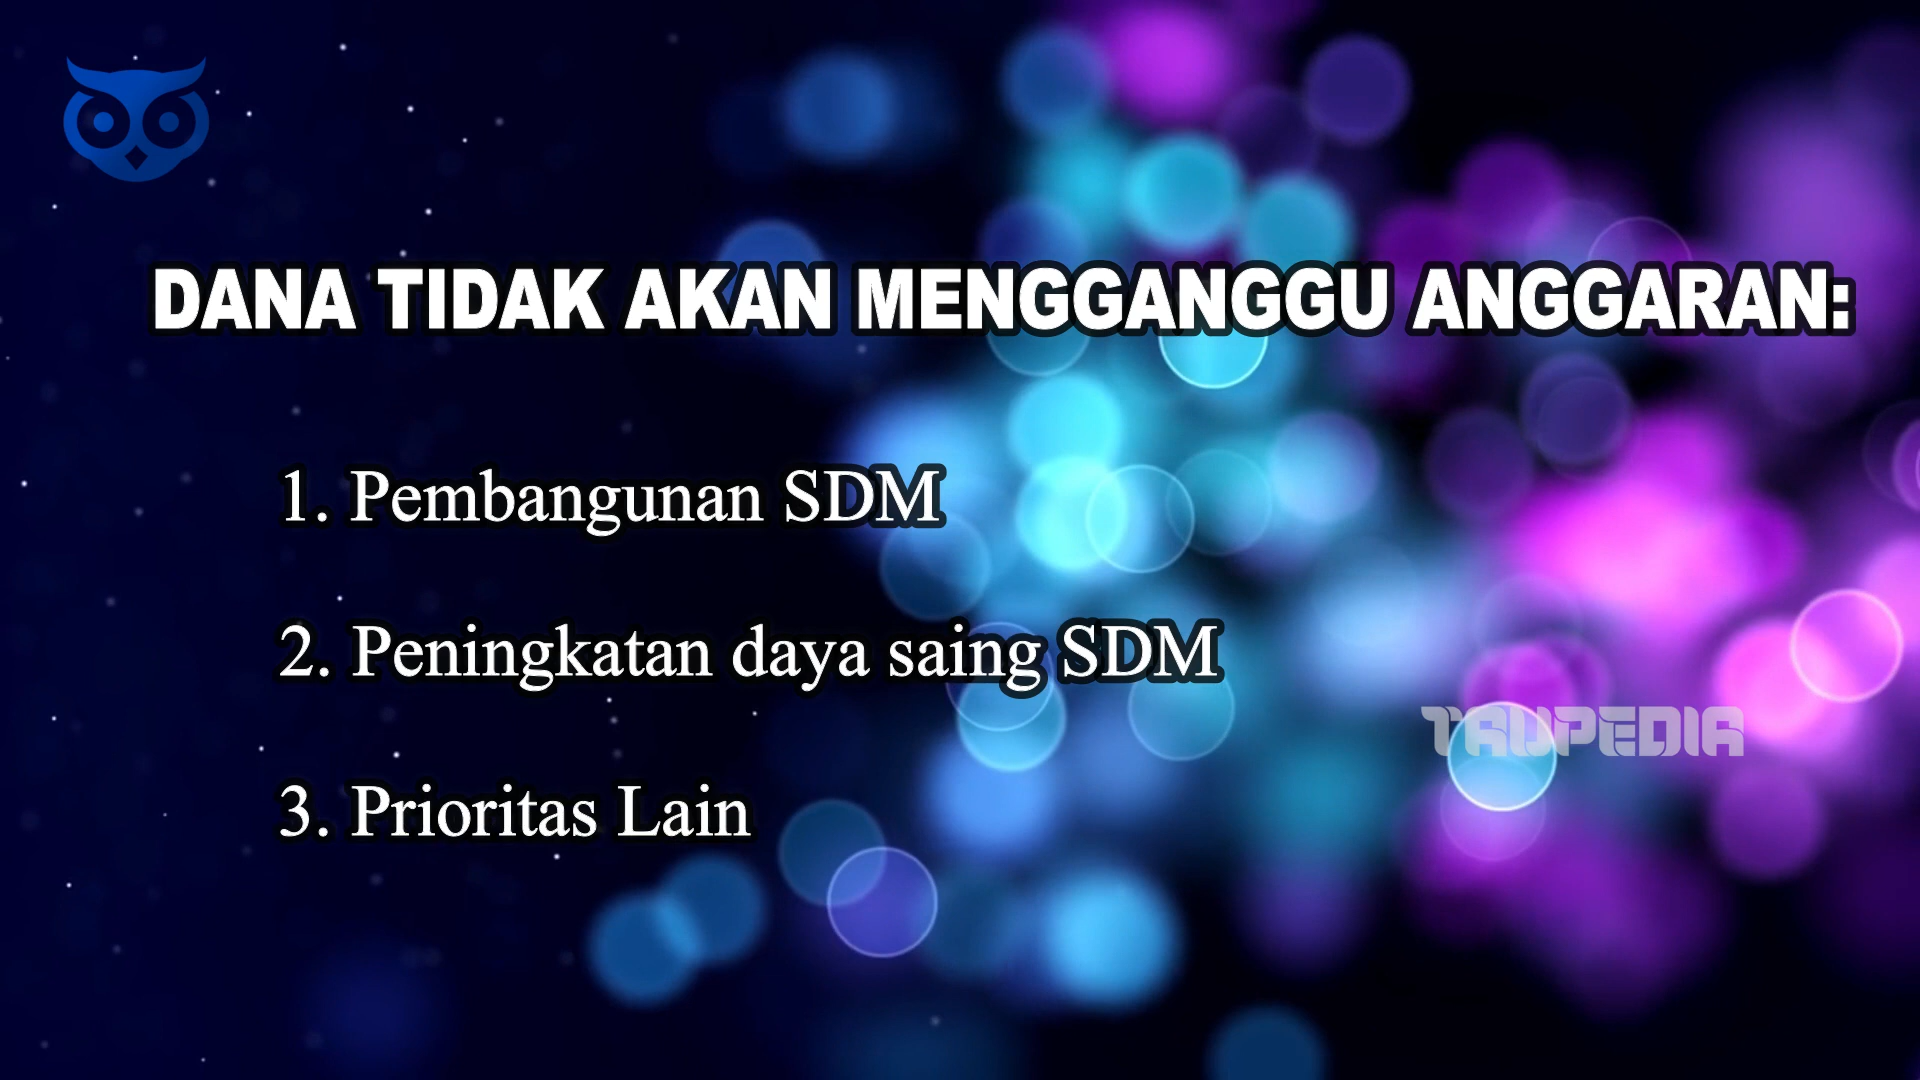 DANA TIDAK AKAN MENGGANGGU ANGGARAN:
1. Pembangunan SDM
2. Peningkatan daya saing SDM
TAUPEDIA
3. Prioritas Lain